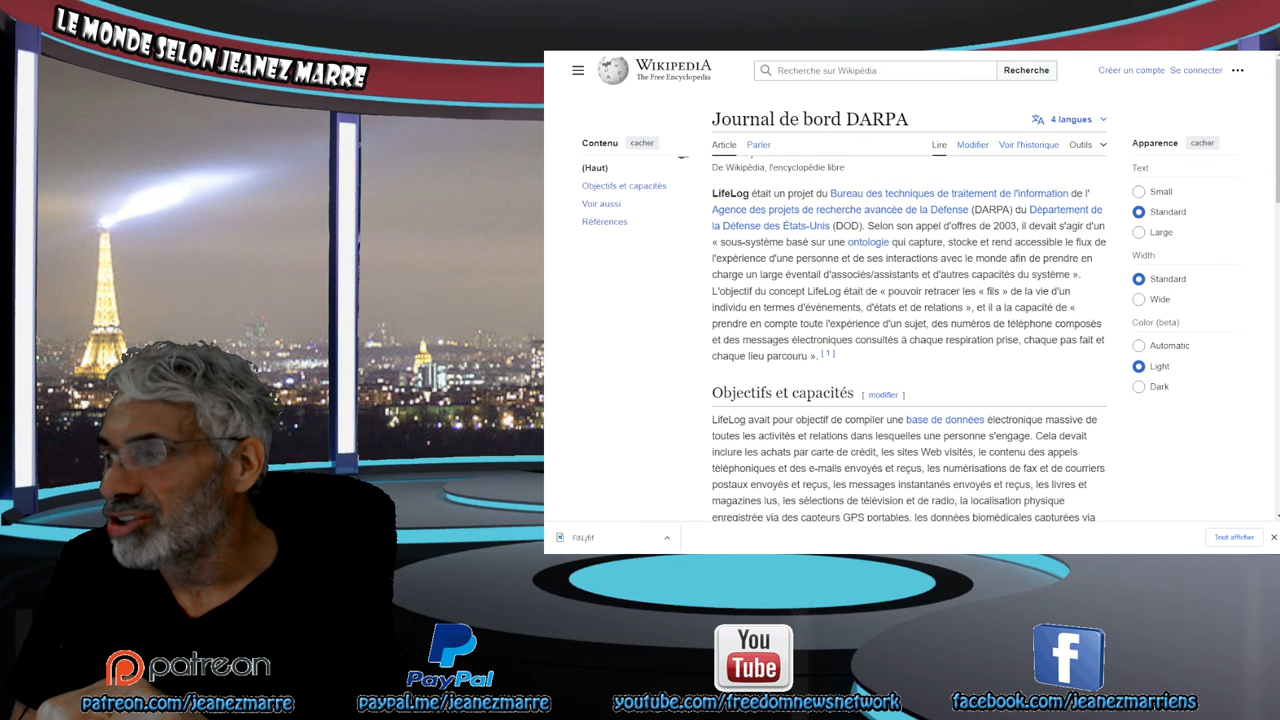 LE MONDE SELON JEANEZ MARRE
WIKIPEDIA
The Free Encyclopedia
Recherche sur Wikipédia
Recherche
Créer un compte Se connecter
Journal de bord DARPA
4 langues
Contenu cacher
(Haut)
Objectifs et capacités
Voir aussi
Références
Article Parler
Lire Modifier Voir l'historique Outils
De Wikipédia, l'encyclopédie libre
LifeLog était un projet du Bureau des techniques de traitement de l'information de l'
Agence des projets de recherche avancée de la Défense (DARPA) du Département de
la Défense des États-Unis (DOD). Selon son appel d'offres de 2003, il devait s'agir d'un
« sous-système basé sur une ontologie qui capture, stocke et rend accessible le flux de
l'expérience d'une personne et de ses interactions avec le monde afin de prendre en
charge un large éventail d'associés/assistants et d'autres capacités du système ».
L'objectif du concept LifeLog était de « pouvoir retracer les « fils » de la vie d'un
individu en termes d'événements, d'états et de relations », et il a la capacité de «
prendre en compte toute l'expérience d'un sujet, des numéros de téléphone composés
et des messages électroniques consultés à chaque respiration prise, chaque pas fait et
chaque lieu parcouru ». [ 1 ]
Objectifs et capacités [ modifier ]
LifeLog avait pour objectif de compiler une base de données électronique massive de
toutes les activités et relations dans lesquelles une personne s'engage. Cela devait
inclure les achats par carte de crédit, les sites Web visités, le contenu des appels
téléphoniques et des e-mails envoyés et reçus, les numérisations de fax et de courriers
postaux envoyés et reçus, les messages instantanés envoyés et reçus, les livres et
magazines lus, les sélections de télévision et de radio, la localisation physique
enregistrée via des capteurs GPS portables, les données biomédicales capturées via
Apparence cacher
Text
Small
Standard
Large
Width
Standard
Wide
Color (beta)
Automatic
Light
Dark
FIN.jfif
Tout afficher
patreon
patreon.com/jeanezmarre
PayPal
paypal.me/jeanezmarre
You
Tube
youtube.com/freedomnewsnetwork
f
facebook.com/jeanezmarriens